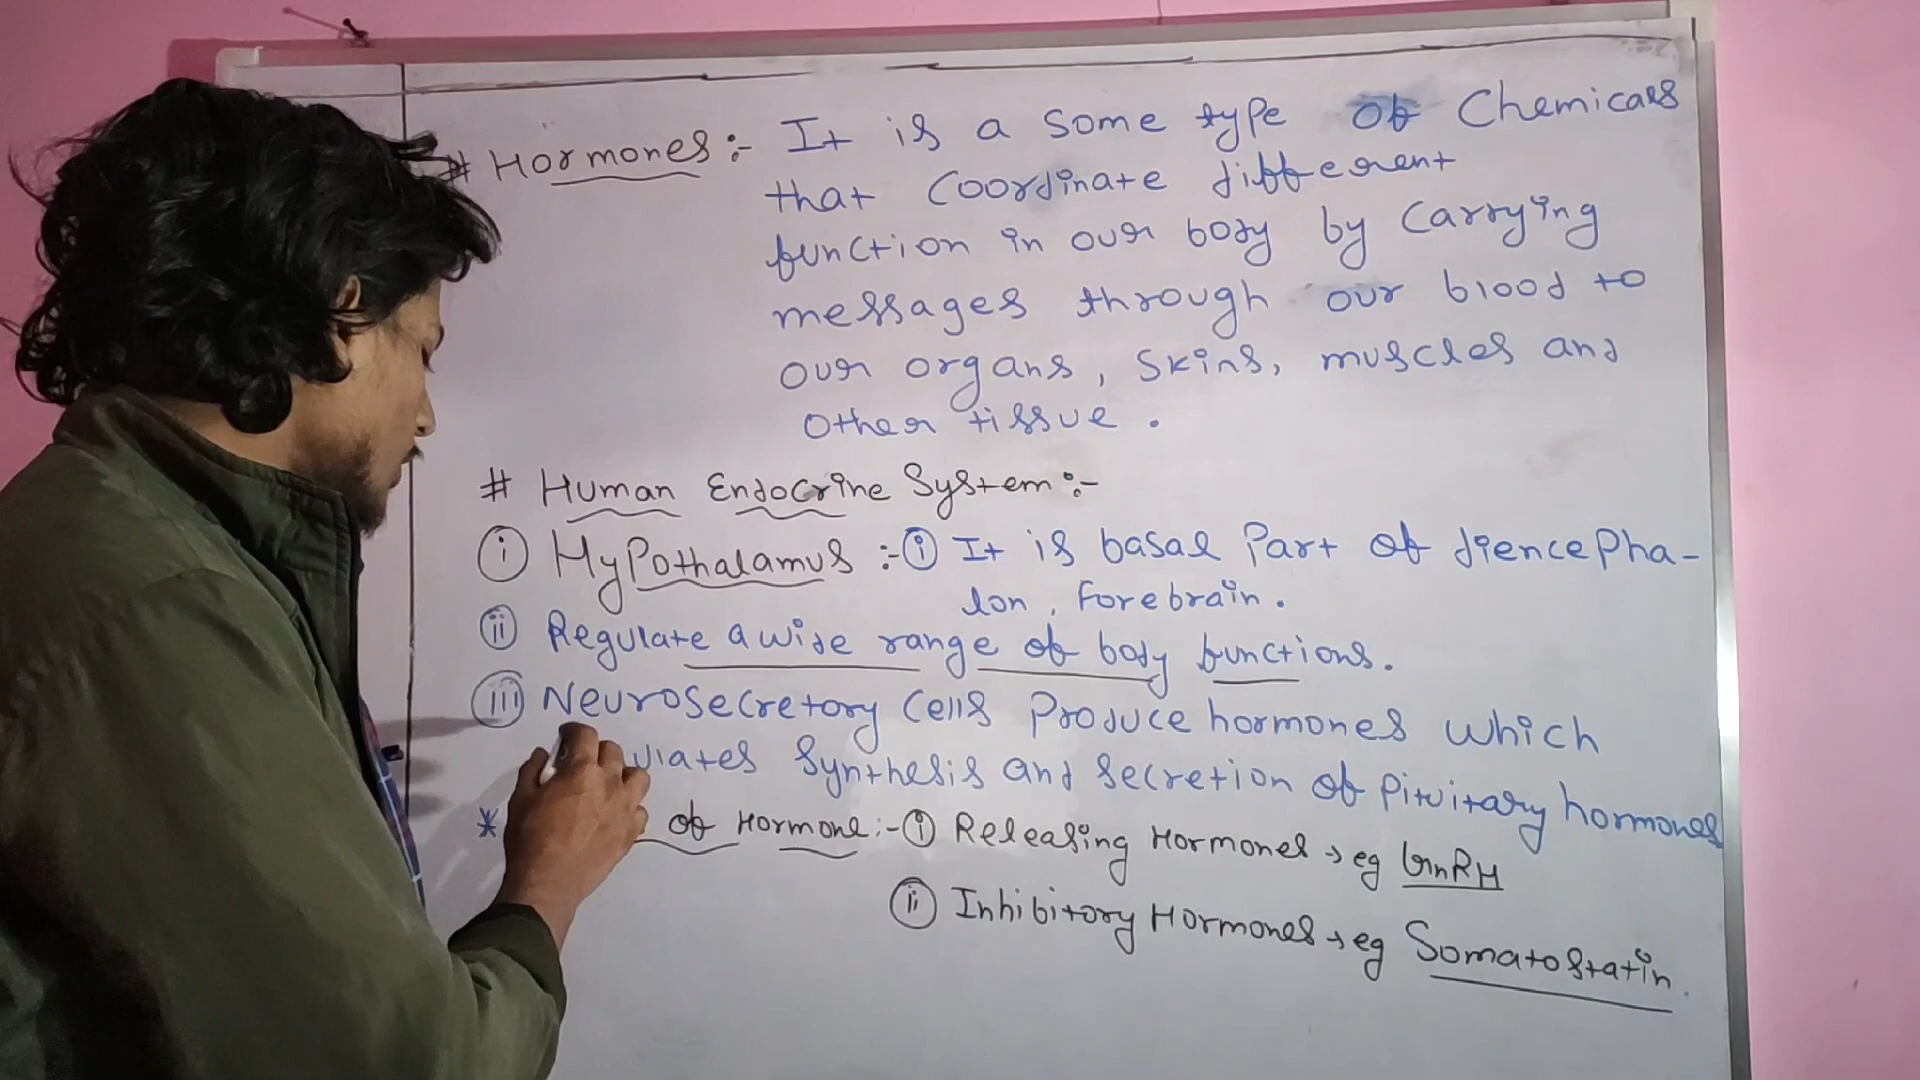 # Hormones:- It is a some type of Chemicals
that Coordinate different
function in our body by Carrying
messages through our blood to
our organs, Skins, muscles and
other tissue.
# Human Endocrine System:-
(i) Hypothalamus :- (i) It is basal Part of diencepha-
lon, Forebrain.
(ii) Regulate a wide range of body functions.
(iii) Neurosecretory Cells Produce hormones which
ulates Synthesis and Secretion of Pituitary hormones
* of Hormone:- (i) Releasing Hormones → eg GnRH
(ii) Inhibitory Hormones → eg Somatostatin.